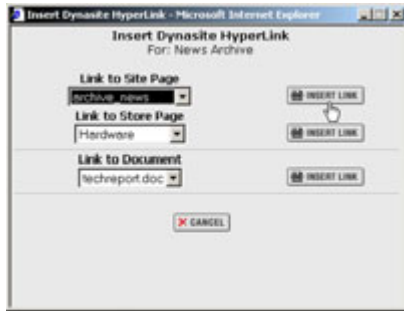 Insert Dynasite HyperLink - Microsoft Internet Explorer
Insert Dynasite HyperLink
For: News Archive
Link to Site Page
archive_news
INSERT LINK
Link to Store Page
Hardware
INSERT LINK
Link to Document
techreport.doc
INSERT LINK
CANCEL